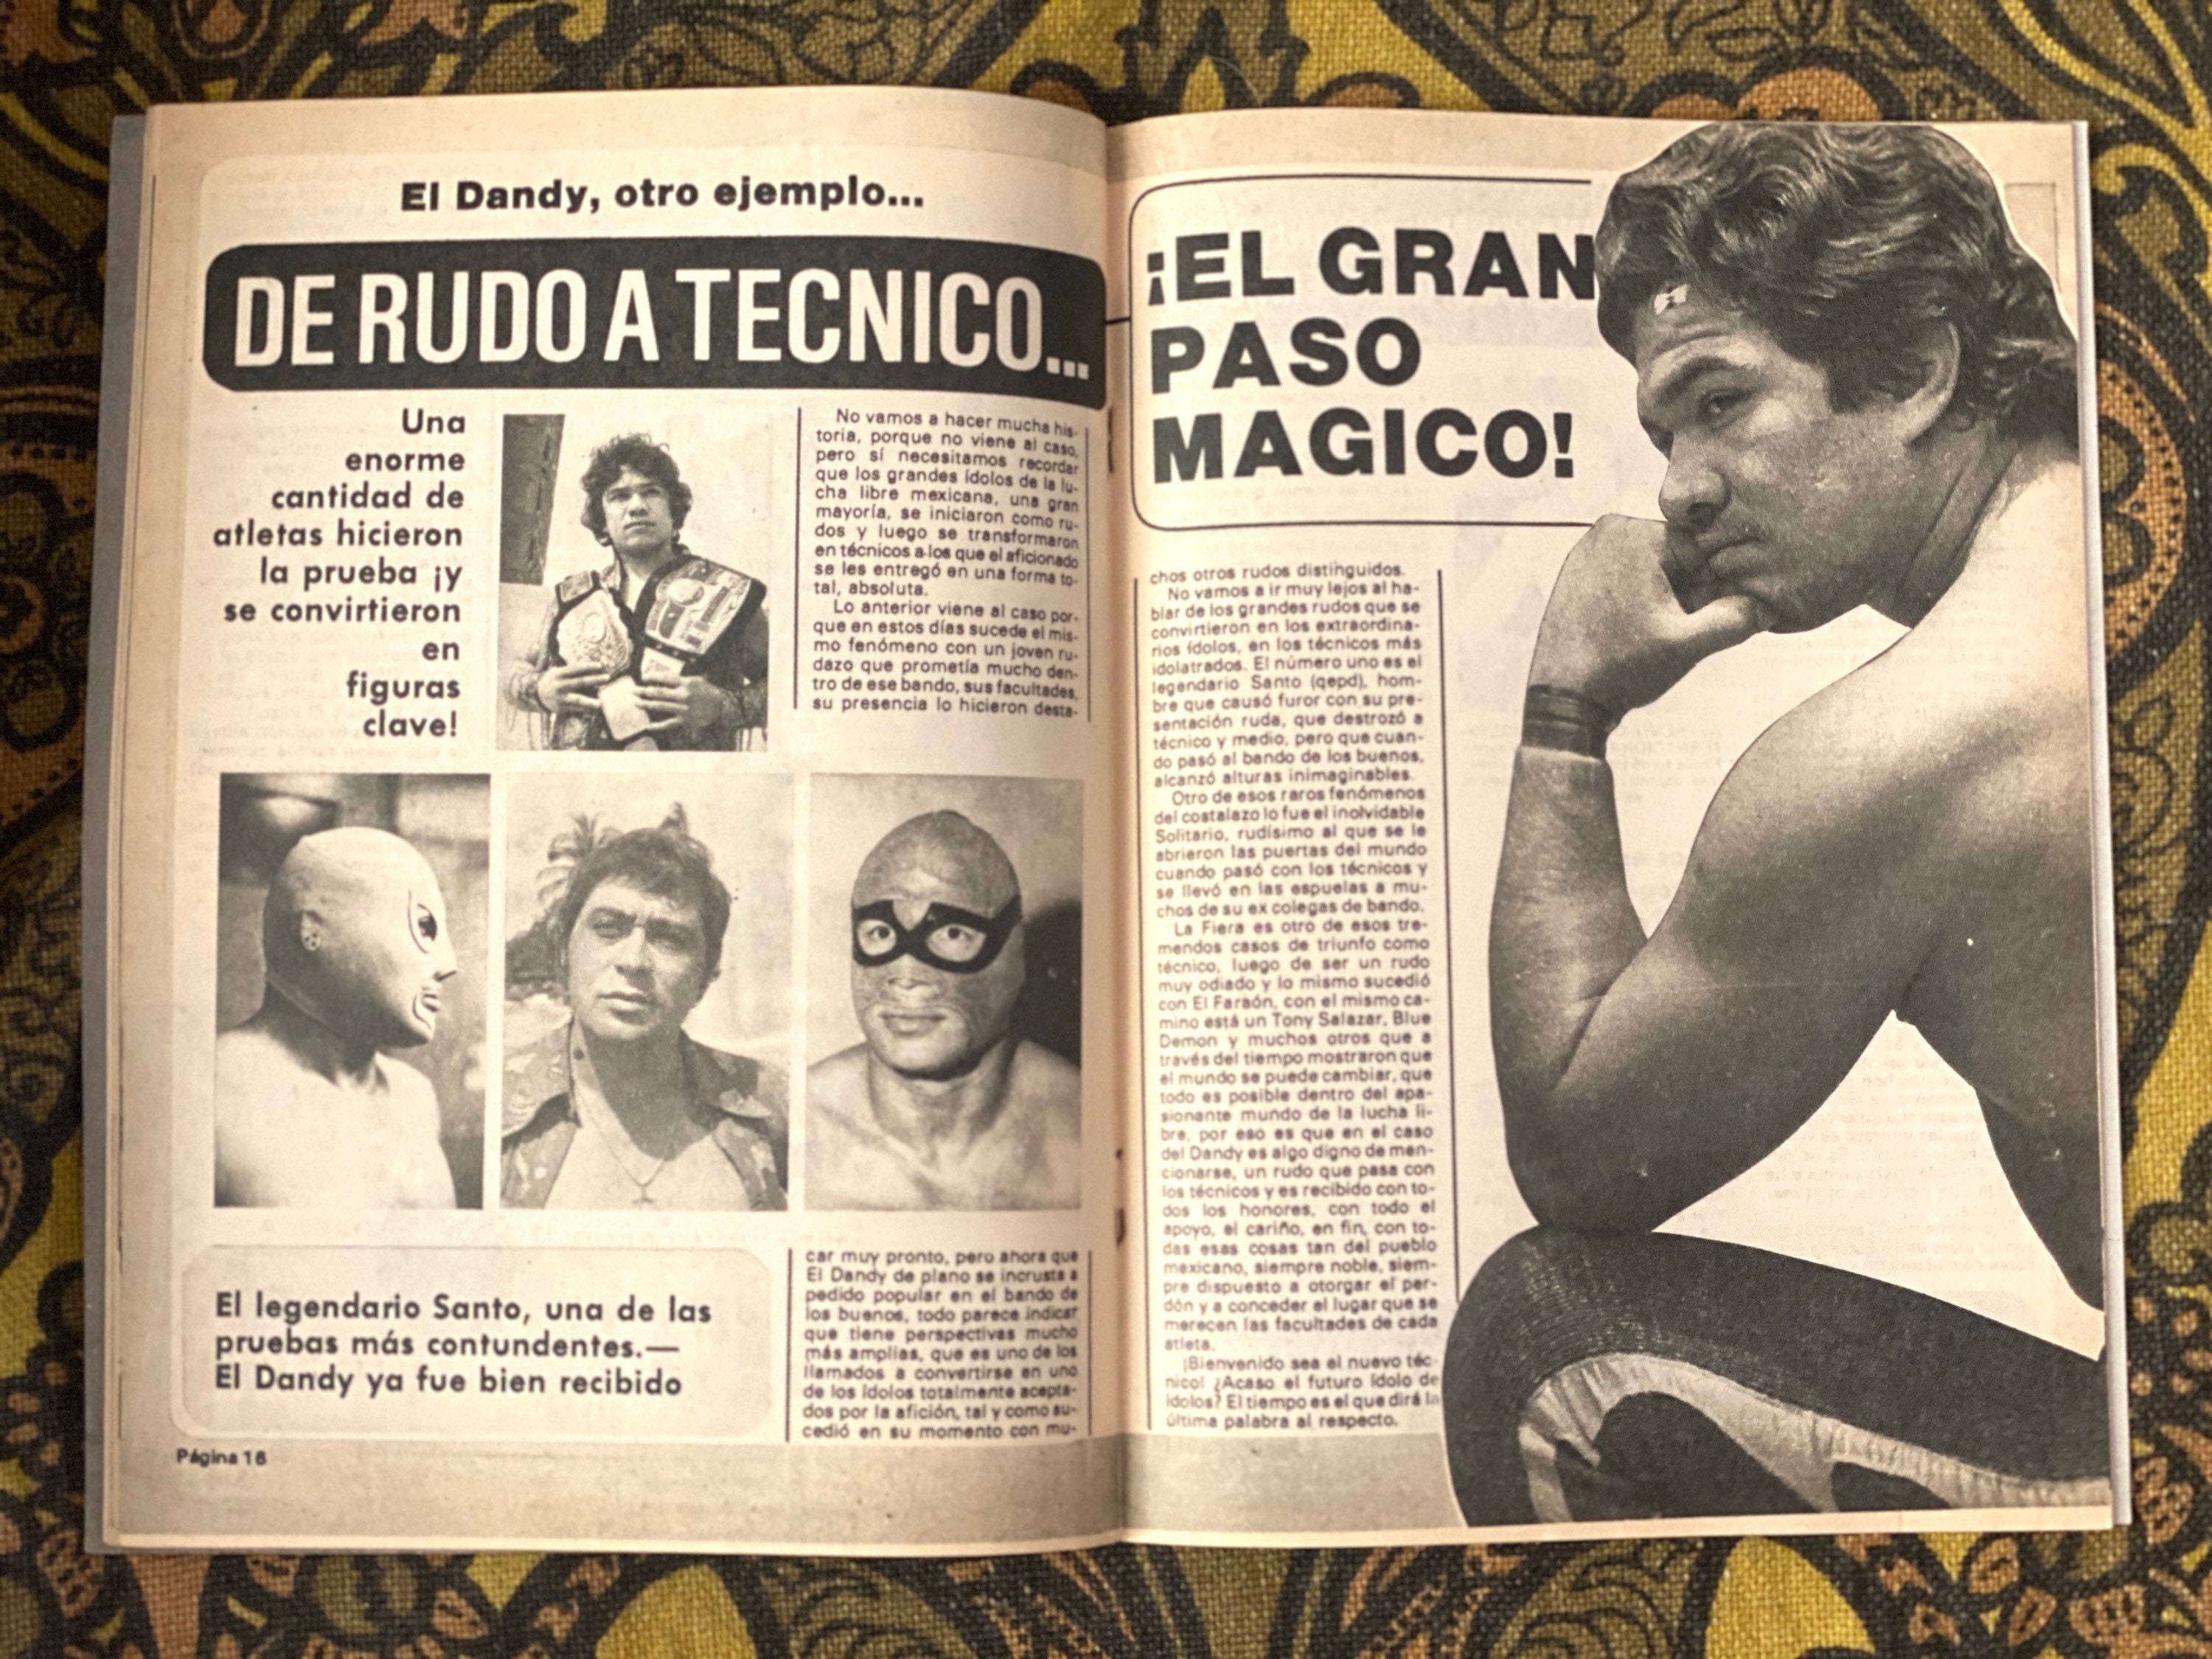 El Dandy, otro ejemplo...
DE RUDO A TECNICO...
Una
enorme
cantidad de
atletas hicieron
la prueba ¡y
se convirtieron
en
figuras
clave!
No vamos a hacer mucha his-
toria, porque no viene al caso,
pero sí necesitamos recordar
que los grandes ídolos de la lu-
cha libre mexicana, una gran
mayoría, se iniciaron como ru-
dos y luego se transformaron
en técnicos a los que el aficionado
se les entregó en una forma to-
tal, absoluta.
Lo anterior viene al caso por-
que en estos días sucede el mis-
mo fenómeno con un joven ru-
dazo que prometía mucho den-
tro de ese bando, sus facultades,
su presencia lo hicieron desta-
car muy pronto, pero ahora que
El Dandy de plano se incrusta a
pedido popular en el bando de
los buenos, todo parece indicar
que tiene perspectivas mucho
más amplias, que es uno de los
llamados a convertirse en uno
de los ídolos totalmente acepta-
dos por la afición, tal y como su-
cedió en su momento con mu-
El legendario Santo, una de las
pruebas más contundentes.—
El Dandy ya fue bien recibido
Página 16
¡EL GRAN
PASO
MAGICO!
chos otros rudos distinguidos.
No vamos a ir muy lejos al ha-
blar de los grandes rudos que se
convirtieron en los extraordina-
rios ídolos, en los técnicos más
idolatrados. El número uno es el
legendario Santo (qepd), hom-
bre que causó furor con su pre-
sentación ruda, que destrozó a
técnico y medio, pero que cuan-
do pasó al bando de los buenos,
alcanzó alturas inimaginables.
Otro de esos raros fenómenos
del costalazo lo fue el inolvidable
Solitario, rudísimo al que se le
abrieron las puertas del mundo
cuando pasó con los técnicos y
se llevó en las espuelas a mu-
chos de su ex colegas de bando.
La Fiera es otro de esos tre-
mendos casos de triunfo como
técnico, luego de ser un rudo
muy odiado y lo mismo sucedió
con El Faraón, con el mismo ca-
mino está un Tony Salazar, Blue
Demon y muchos otros que a
través del tiempo mostraron que
el mundo se puede cambiar, que
todo es posible dentro del apa-
sionante mundo de la lucha li-
bre, por eso es que en el caso
del Dandy es algo digno de men-
cionarse, un rudo que pasa con
los técnicos y es recibido con to-
dos los honores, con todo el
apoyo, el cariño, en fin, con to-
das esas cosas tan del pueblo
mexicano, siempre noble, siem-
pre dispuesto a otorgar el per-
dón y a conceder el lugar que se
merecen las facultades de cada
atleta.
¡Bienvenido sea el nuevo téc-
nico! ¿Acaso el futuro ídolo de
ídolos? El tiempo es el que dirá la
última palabra al respecto.